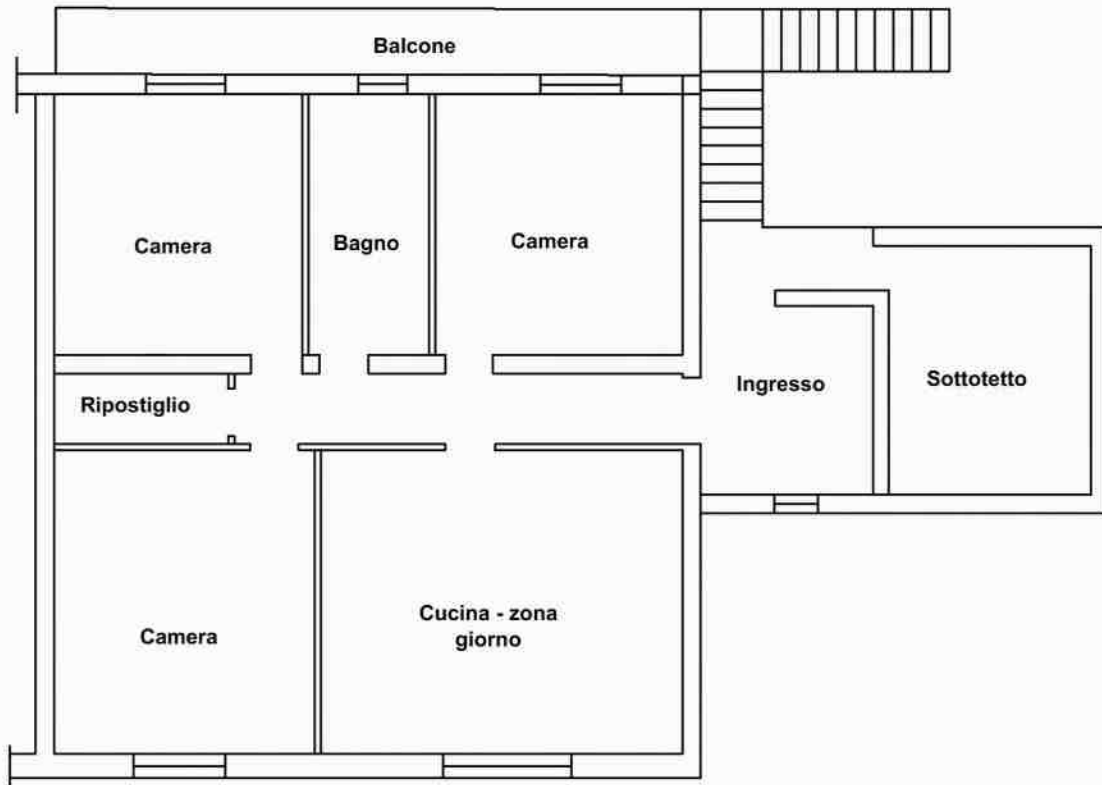 Balcone
Camera
Bagno
Camera
Ripostiglio
Ingresso
Sottotetto
Camera
Cucina - zona
giorno